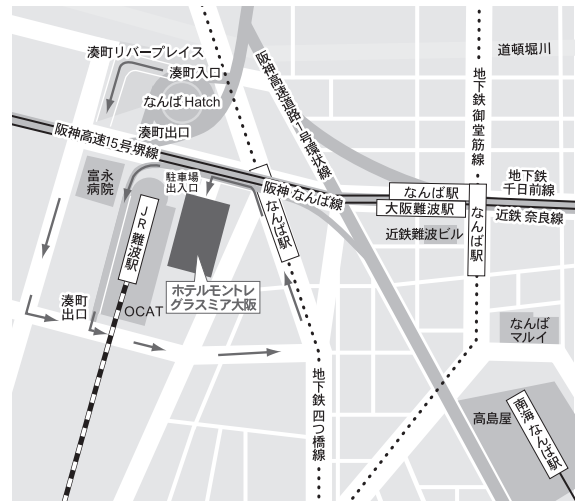 湊町リバープレイス
湊町入口
なんばHatch
湊町出口
阪神高速15号堺線
阪神高速道路1号環状線
道頓堀川
地下鉄御堂筋線
地下鉄
千日前線
近鉄 奈良線
なんば駅
大阪難波駅
なんば駅
近鉄難波ビル
阪神 なんば線
なんば駅
富永
病院
駐車場
出入口
JR難波駅
ホテルモントレ
グラスミア大阪
OCAT
湊町
出口
地下鉄四つ橋線
なんば
マルイ
高島屋
南海なんば駅